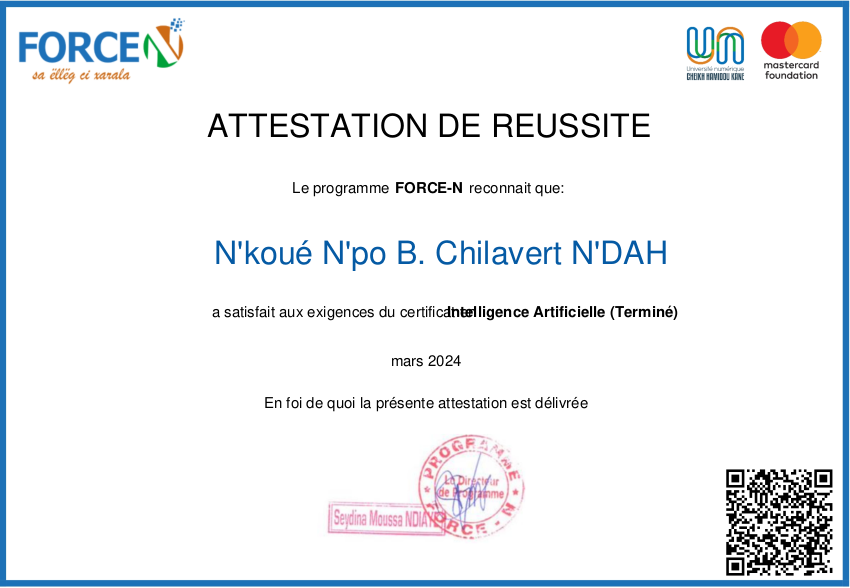 FORCE N
sa ëllëg ci xarala
Université numérique
CHEIKH HAMIDOU KANE
mastercard
foundation
ATTESTATION DE REUSSITE
Le programme FORCE-N reconnait que:
N'koué N'po B. Chilavert N'DAH
a satisfait aux exigences du certificat en Intelligence Artificielle (Terminé)
mars 2024
En foi de quoi la présente attestation est délivrée
PROGRAMME
Le Directeur
de Programme
Seydina Moussa NDIAYE
FORCE - N